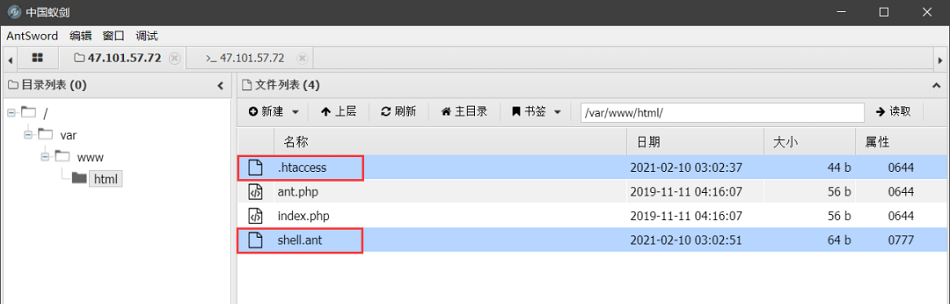 中国蚁剑
AntSword 编辑 窗口 调试
47.101.57.72 >_ 47.101.57.72
目录列表 (0)
/
var
www
html
文件列表 (4)
新建 上层 刷新 主目录 书签 /var/www/html/ 读取
名称 日期 大小 属性
.htaccess 2021-02-10 03:02:37 44 b 0644
ant.php 2019-11-11 04:16:07 56 b 0644
index.php 2019-11-11 04:16:07 56 b 0644
shell.ant 2021-02-10 03:02:51 64 b 0777